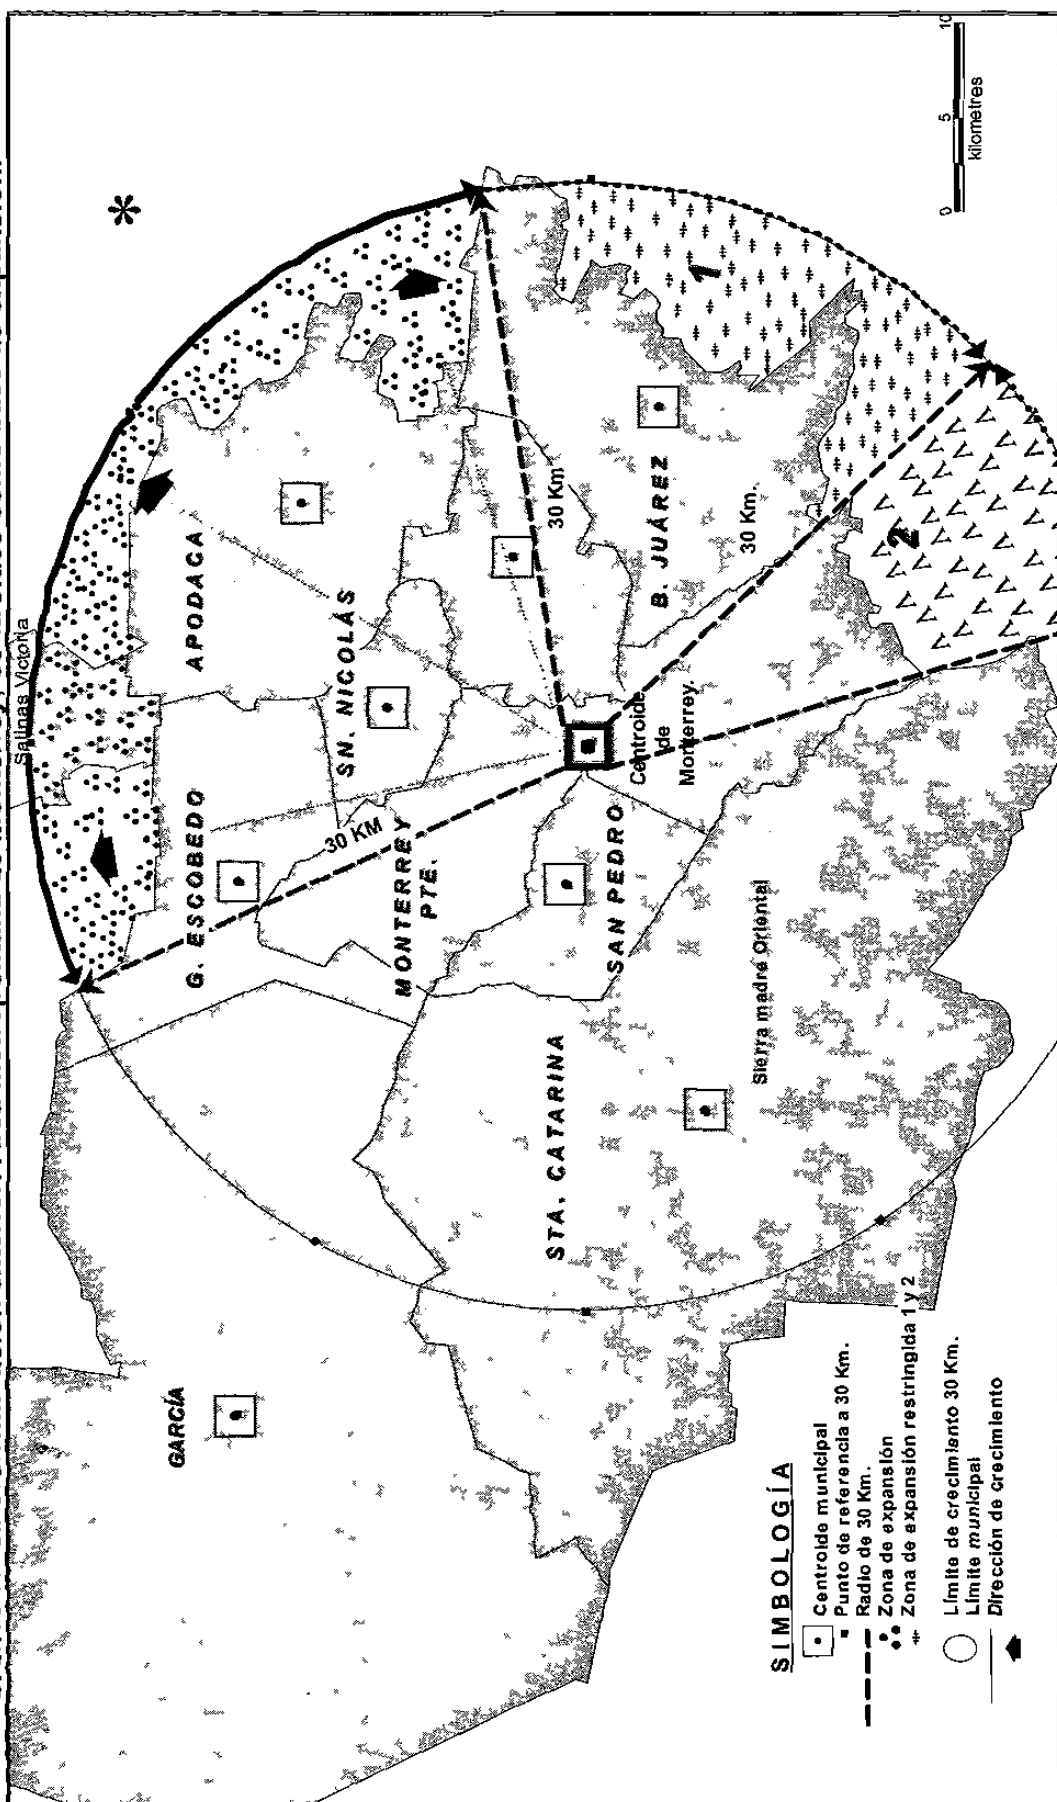 Salinas Victoria
APODACA
SN. NICOLÁS
G. ESCOBEDO
MONTERREY
PTE.
30 KM
30 Km
B. JUÁREZ
30 Km.
1
2
Centroide
de
Monterrey.
SAN PEDRO
STA. CATARINA
Sierra madre Oriental
GARCÍA
*
0 5 10
kilometres
SIMBOLOGÍA
Centroide municipal
Punto de referencia a 30 Km.
Radio de 30 Km.
Zona de expansión
Zona de expansión restringida 1 y 2
Límite de crecimiento 30 Km.
Límite municipal
Dirección de crecimiento